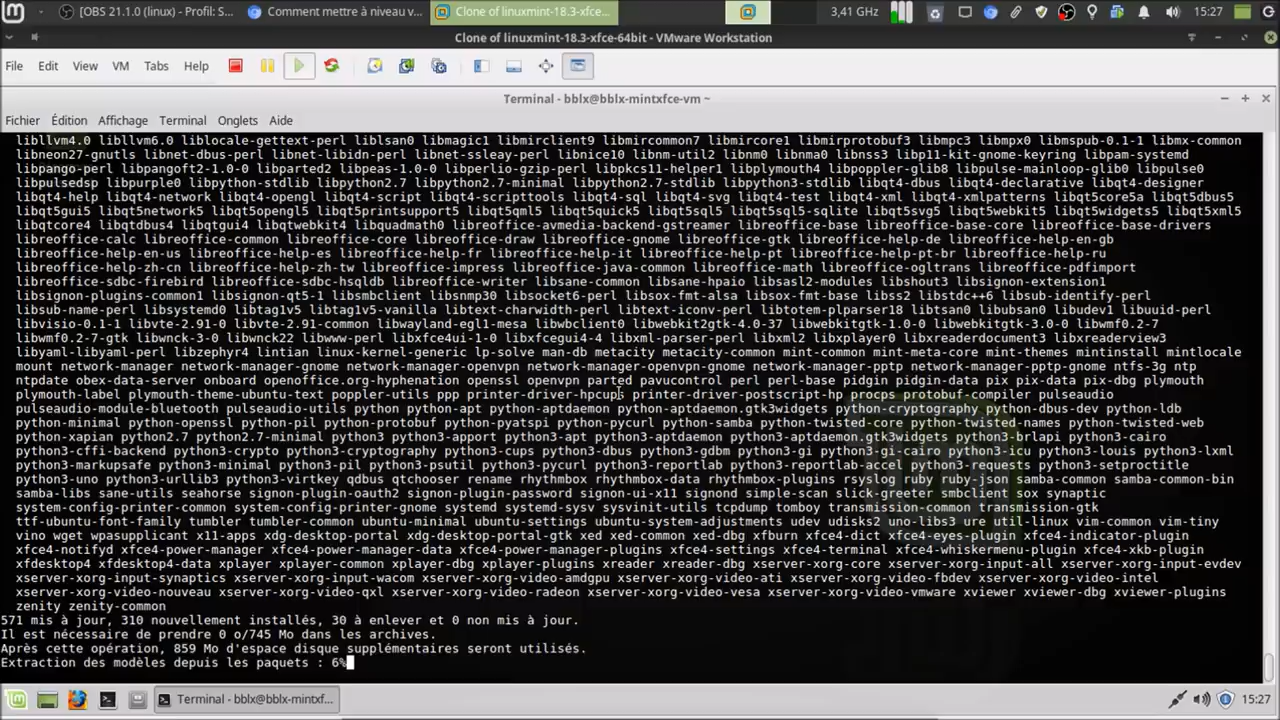 [OBS 21.1.0 (linux) - Profil: S...
Comment mettre à niveau v...
Clone of linuxmint-18.3-xfce...
3,41 GHz
15:27
Clone of linuxmint-18.3-xfce-64bit - VMware Workstation
File Edit View VM Tabs Help
Terminal - bblx@bblx-mintxfce-vm ~
Fichier Édition Affichage Terminal Onglets Aide
libllvm4.0 libllvm6.0 liblocale-gettext-perl liblsan0 libmagic1 libmirclient9 libmircommon7 libmircore1 libmirprotobuf3 libmpc3 libmpx0 libmspub-0.1-1 libmx-common
libneon27-gnutls libnet-dbus-perl libnet-libidn-perl libnet-ssleay-perl libnice10 libnm-util2 libnm0 libnma0 libnss3 libp11-kit-gnome-keyring libpam-systemd
libpango-perl libpangoft2-1.0-0 libparted2 libpeas-1.0-0 libperlio-gzip-perl libpkcs11-helper1 libplymouth4 libpoppler-glib8 libpulse-mainloop-glib0 libpulse0
libpulsedsp libpurple0 libpython-stdlib libpython2.7 libpython2.7-minimal libpython2.7-stdlib libpython3-stdlib libqt4-dbus libqt4-declarative libqt4-designer
libqt4-help libqt4-network libqt4-opengl libqt4-script libqt4-scripttools libqt4-sql libqt4-svg libqt4-test libqt4-xml libqt4-xmlpatterns libqt5core5a libqt5dbus5
libqt5gui5 libqt5network5 libqt5opengl5 libqt5printsupport5 libqt5qml5 libqt5quick5 libqt5sql5 libqt5sql5-sqlite libqt5svg5 libqt5webkit5 libqt5widgets5 libqt5xml5
libqtcore4 libqtdbus4 libqtgui4 libqtwebkit4 libquadmath0 libreoffice-avmedia-backend-gstreamer libreoffice-base libreoffice-base-core libreoffice-base-drivers
libreoffice-calc libreoffice-common libreoffice-core libreoffice-draw libreoffice-gnome libreoffice-gtk libreoffice-help-de libreoffice-help-en-gb
libreoffice-help-en-us libreoffice-help-es libreoffice-help-fr libreoffice-help-it libreoffice-help-pt libreoffice-help-pt-br libreoffice-help-ru
libreoffice-help-zh-cn libreoffice-help-zh-tw libreoffice-impress libreoffice-java-common libreoffice-math libreoffice-ogltrans libreoffice-pdfimport
libreoffice-sdbc-firebird libreoffice-sdbc-hsqldb libreoffice-writer libsane-common libsane-hpaio libsasl2-modules libshout3 libsignon-extension1
libsignon-plugins-common1 libsignon-qt5-1 libsmbclient libsnmp30 libsocket6-perl libsox-fmt-alsa libsox-fmt-base libss2 libstdc++6 libsub-identify-perl
libsub-name-perl libsystemd0 libtag1v5 libtag1v5-vanilla libtext-charwidth-perl libtext-iconv-perl libtotem-plparser18 libtsan0 libubsan0 libudev1 libuuid-perl
libvisio-0.1-1 libvte-2.91-0 libvte-2.91-common libwayland-egl1-mesa libwbclient0 libwebkit2gtk-4.0-37 libwebkitgtk-1.0-0 libwebkitgtk-3.0-0 libwmf0.2-7
libwmf0.2-7-gtk libwnck-3-0 libwnck22 libwww-perl libxfce4ui-1-0 libxfcegui4-4 libxml-parser-perl libxml2 libxplayer0 libxreaderdocument3 libxreaderview3
libyaml-libyaml-perl libzephyr4 lintian linux-kernel-generic lp-solve man-db metacity metacity-common mint-common mint-meta-core mint-themes mintinstall mintlocale
mount network-manager network-manager-gnome network-manager-openvpn network-manager-openvpn-gnome network-manager-pptp network-manager-pptp-gnome ntfs-3g ntp
ntpdate obex-data-server onboard openoffice.org-hyphenation openssl openvpn parted pavucontrol perl perl-base pidgin pidgin-data pix pix-data pix-dbg plymouth
plymouth-label plymouth-theme-ubuntu-text poppler-utils ppp printer-driver-hpcups printer-driver-postscript-hp procps protobuf-compiler pulseaudio
pulseaudio-module-bluetooth pulseaudio-utils python python-apt python-aptdaemon python-aptdaemon.gtk3widgets python-cryptography python-dbus-dev python-ldb
python-minimal python-openssl python-pil python-protobuf python-pyatspi python-pycurl python-samba python-twisted-core python-twisted-names python-twisted-web
python-xapian python2.7 python2.7-minimal python3 python3-apport python3-apt python3-aptdaemon python3-aptdaemon.gtk3widgets python3-brlapi python3-cairo
python3-cffi-backend python3-crypto python3-cryptography python3-cups python3-dbus python3-gdbm python3-gi python3-gi-cairo python3-icu python3-louis python3-lxml
python3-markupsafe python3-minimal python3-pil python3-psutil python3-pycurl python3-reportlab python3-reportlab-accel python3-requests python3-setproctitle
python3-uno python3-urllib3 python3-virtkey qdbus qtchooser rename rhythmbox rhythmbox-data rhythmbox-plugins rsyslog ruby ruby-json samba-common samba-common-bin
samba-libs sane-utils seahorse signon-plugin-oauth2 signon-plugin-password signon-ui-x11 signond simple-scan slick-greeter smbclient sox synaptic
system-config-printer-common system-config-printer-gnome systemd systemd-sysv sysvinit-utils tcpdump tomboy transmission-common transmission-gtk
ttf-ubuntu-font-family tumbler tumbler-common ubuntu-minimal ubuntu-settings ubuntu-system-adjustments udev udisks2 uno-libs3 ure util-linux vim-common vim-tiny
vino wget wpasupplicant x11-apps xdg-desktop-portal xdg-desktop-portal-gtk xed xed-common xed-dbg xfburn xfce4-dict xfce4-eyes-plugin xfce4-indicator-plugin
xfce4-notifyd xfce4-power-manager xfce4-power-manager-data xfce4-power-manager-plugins xfce4-settings xfce4-terminal xfce4-whiskermenu-plugin xfce4-xkb-plugin
xfdesktop4 xfdesktop4-data xplayer xplayer-common xplayer-dbg xplayer-plugins xreader xreader-dbg xserver-xorg-core xserver-xorg-input-all xserver-xorg-input-evdev
xserver-xorg-input-synaptics xserver-xorg-input-wacom xserver-xorg-video-amdgpu xserver-xorg-video-ati xserver-xorg-video-fbdev xserver-xorg-video-intel
xserver-xorg-video-nouveau xserver-xorg-video-qxl xserver-xorg-video-radeon xserver-xorg-video-vesa xserver-xorg-video-vmware xviewer xviewer-dbg xviewer-plugins
zenity zenity-common
571 mis à jour, 310 nouvellement installés, 30 à enlever et 0 non mis à jour.
Il est nécessaire de prendre 0 o/745 Mo dans les archives.
Après cette opération, 859 Mo d'espace disque supplémentaires seront utilisés.
Extraction des modèles depuis les paquets : 6%
Terminal - bblx@bblx-mintxf...
15:27